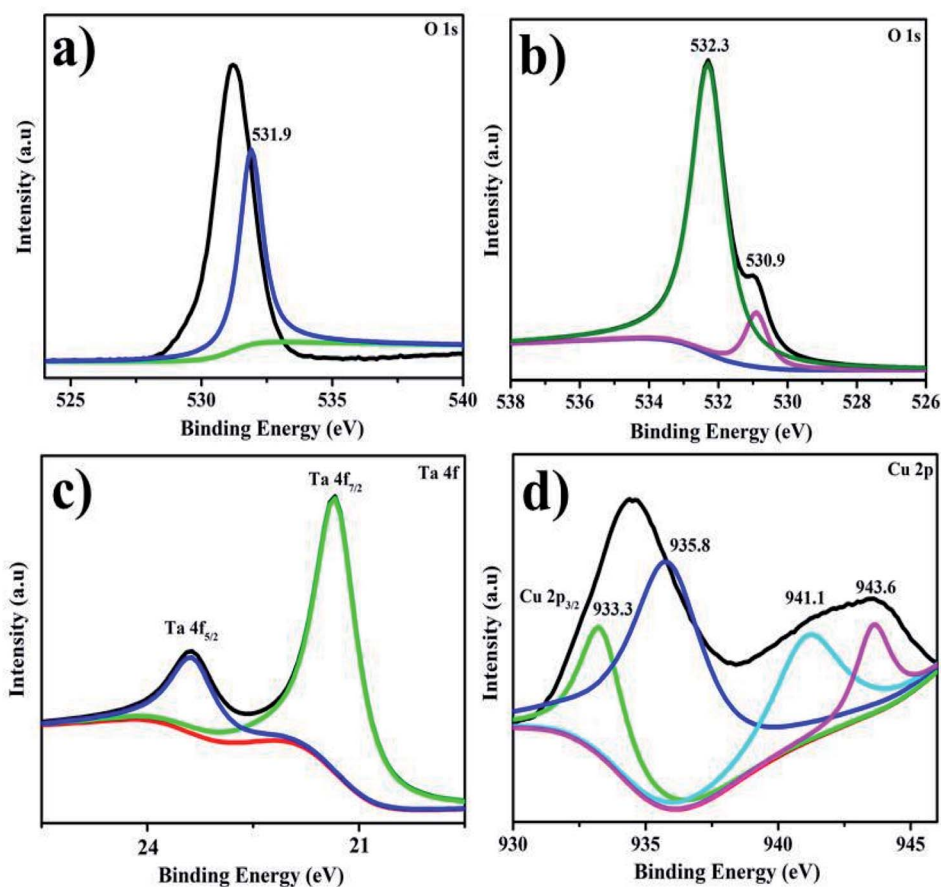 a)
O 1s
531.9
Intensity (a.u)
525 530 535 540
Binding Energy (eV)
b)
O 1s
532.3
530.9
Intensity (a.u)
538 536 534 532 530 528 526
Binding Energy (eV)
c)
Ta 4f
Ta 4f7/2
Ta 4f5/2
Intensity (a.u)
24 21
Binding Energy (eV)
d)
Cu 2p
935.8
Cu 2p3/2
933.3
941.1
943.6
Intensity (a.u)
930 935 940 945
Binding Energy (eV)